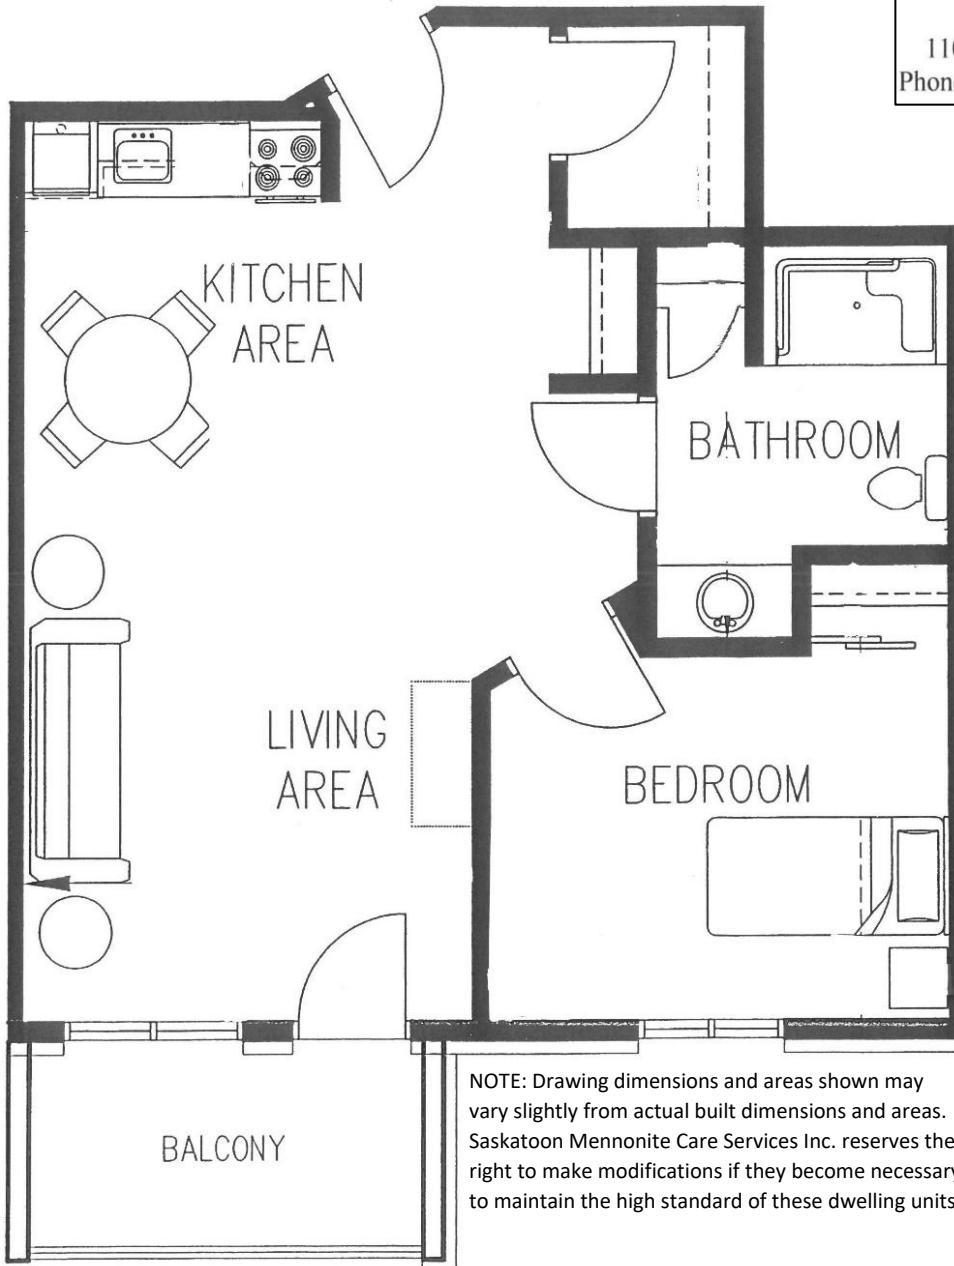 110
Phone
KITCHEN
AREA
BATHROOM
LIVING
AREA
BEDROOM
BALCONY
NOTE: Drawing dimensions and areas shown may
vary slightly from actual built dimensions and areas.
Saskatoon Mennonite Care Services Inc. reserves the
right to make modifications if they become necessary
to maintain the high standard of these dwelling units